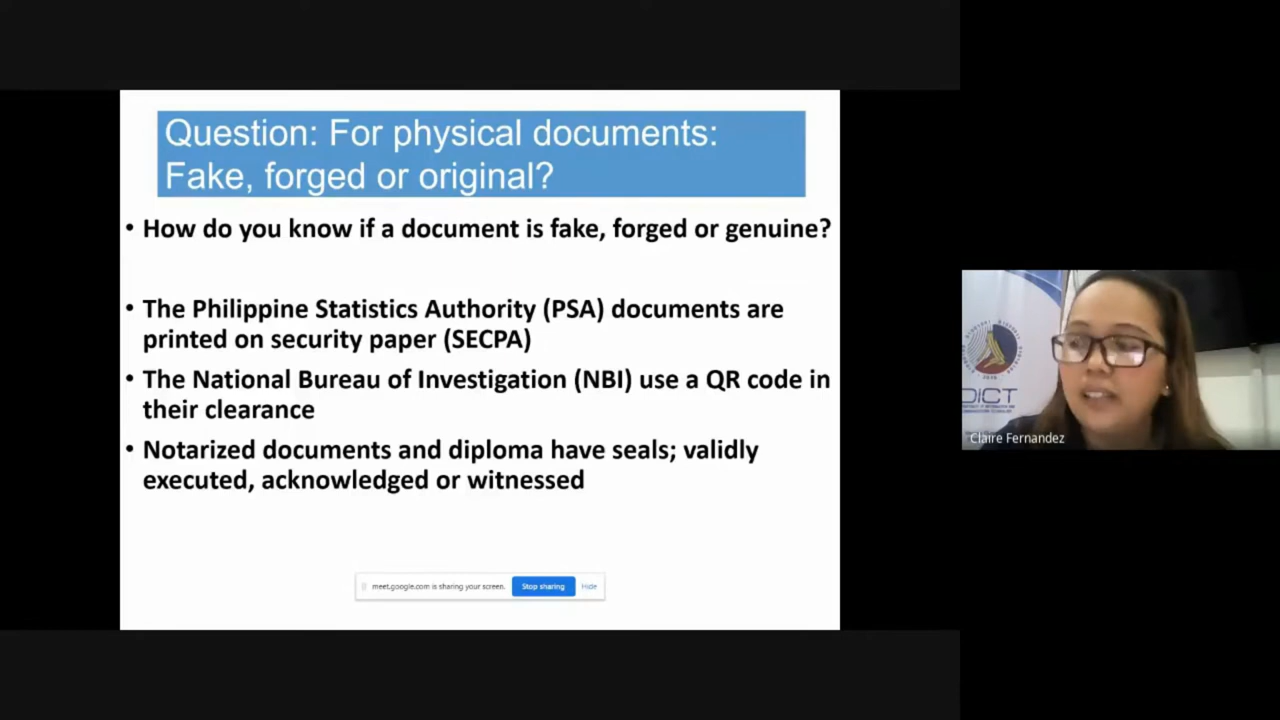 Question: For physical documents:
Fake, forged or original?
• How do you know if a document is fake, forged or genuine?
• The Philippine Statistics Authority (PSA) documents are
printed on security paper (SECPA)
• The National Bureau of Investigation (NBI) use a QR code in
their clearance
• Notarized documents and diploma have seals; validly
executed, acknowledged or witnessed
meet.google.com is sharing your screen. Stop sharing Hide
DICT
Claire Fernandez